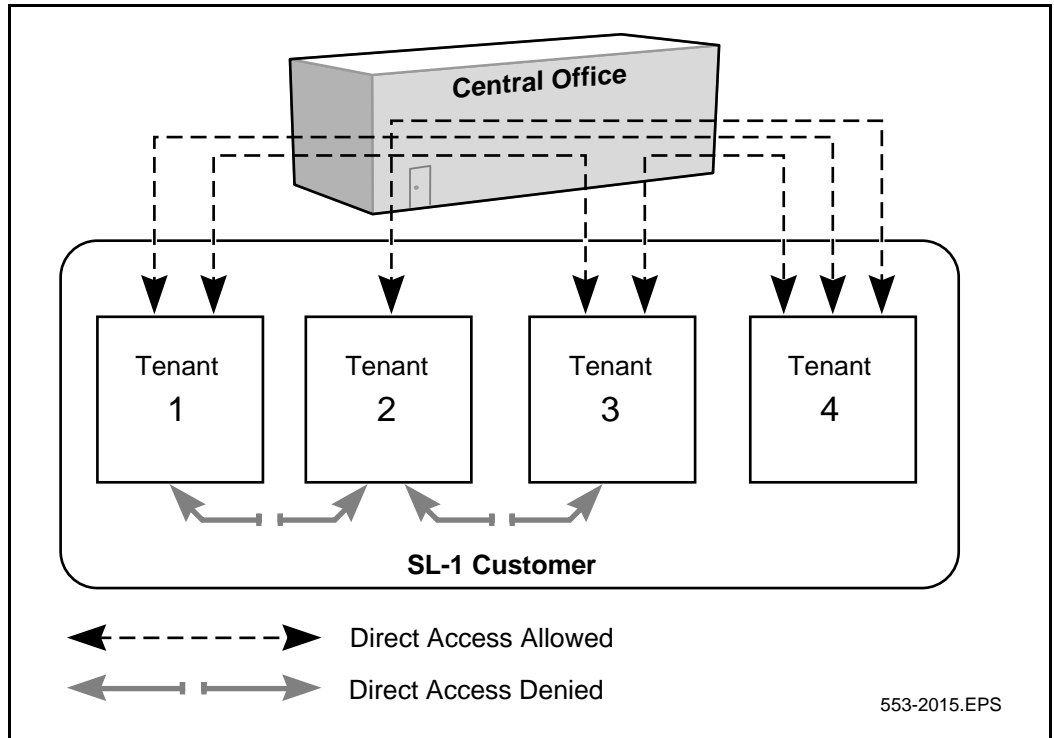 Central Office
Tenant
1
Tenant
2
Tenant
3
Tenant
4
SL-1 Customer
Direct Access Allowed
Direct Access Denied
553-2015.EPS